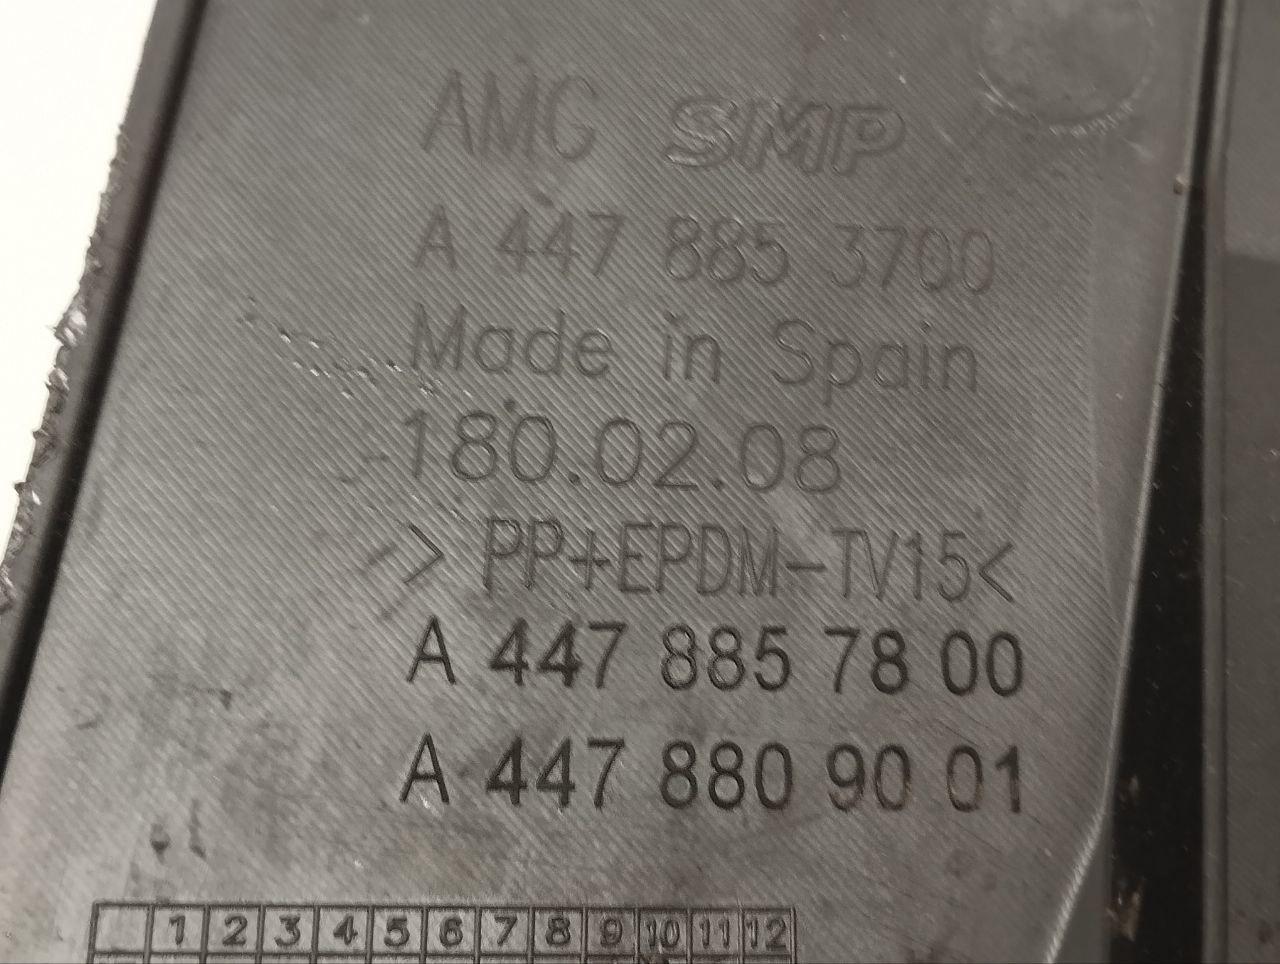 AMC SMP
A 447 885 3700
Made in Spain
180.02.08
> PP+EPDM-TV15<
A 447 885 78 00
A 447 880 90 01
1 2 3 4 5 6 7 8 9 10 11 12